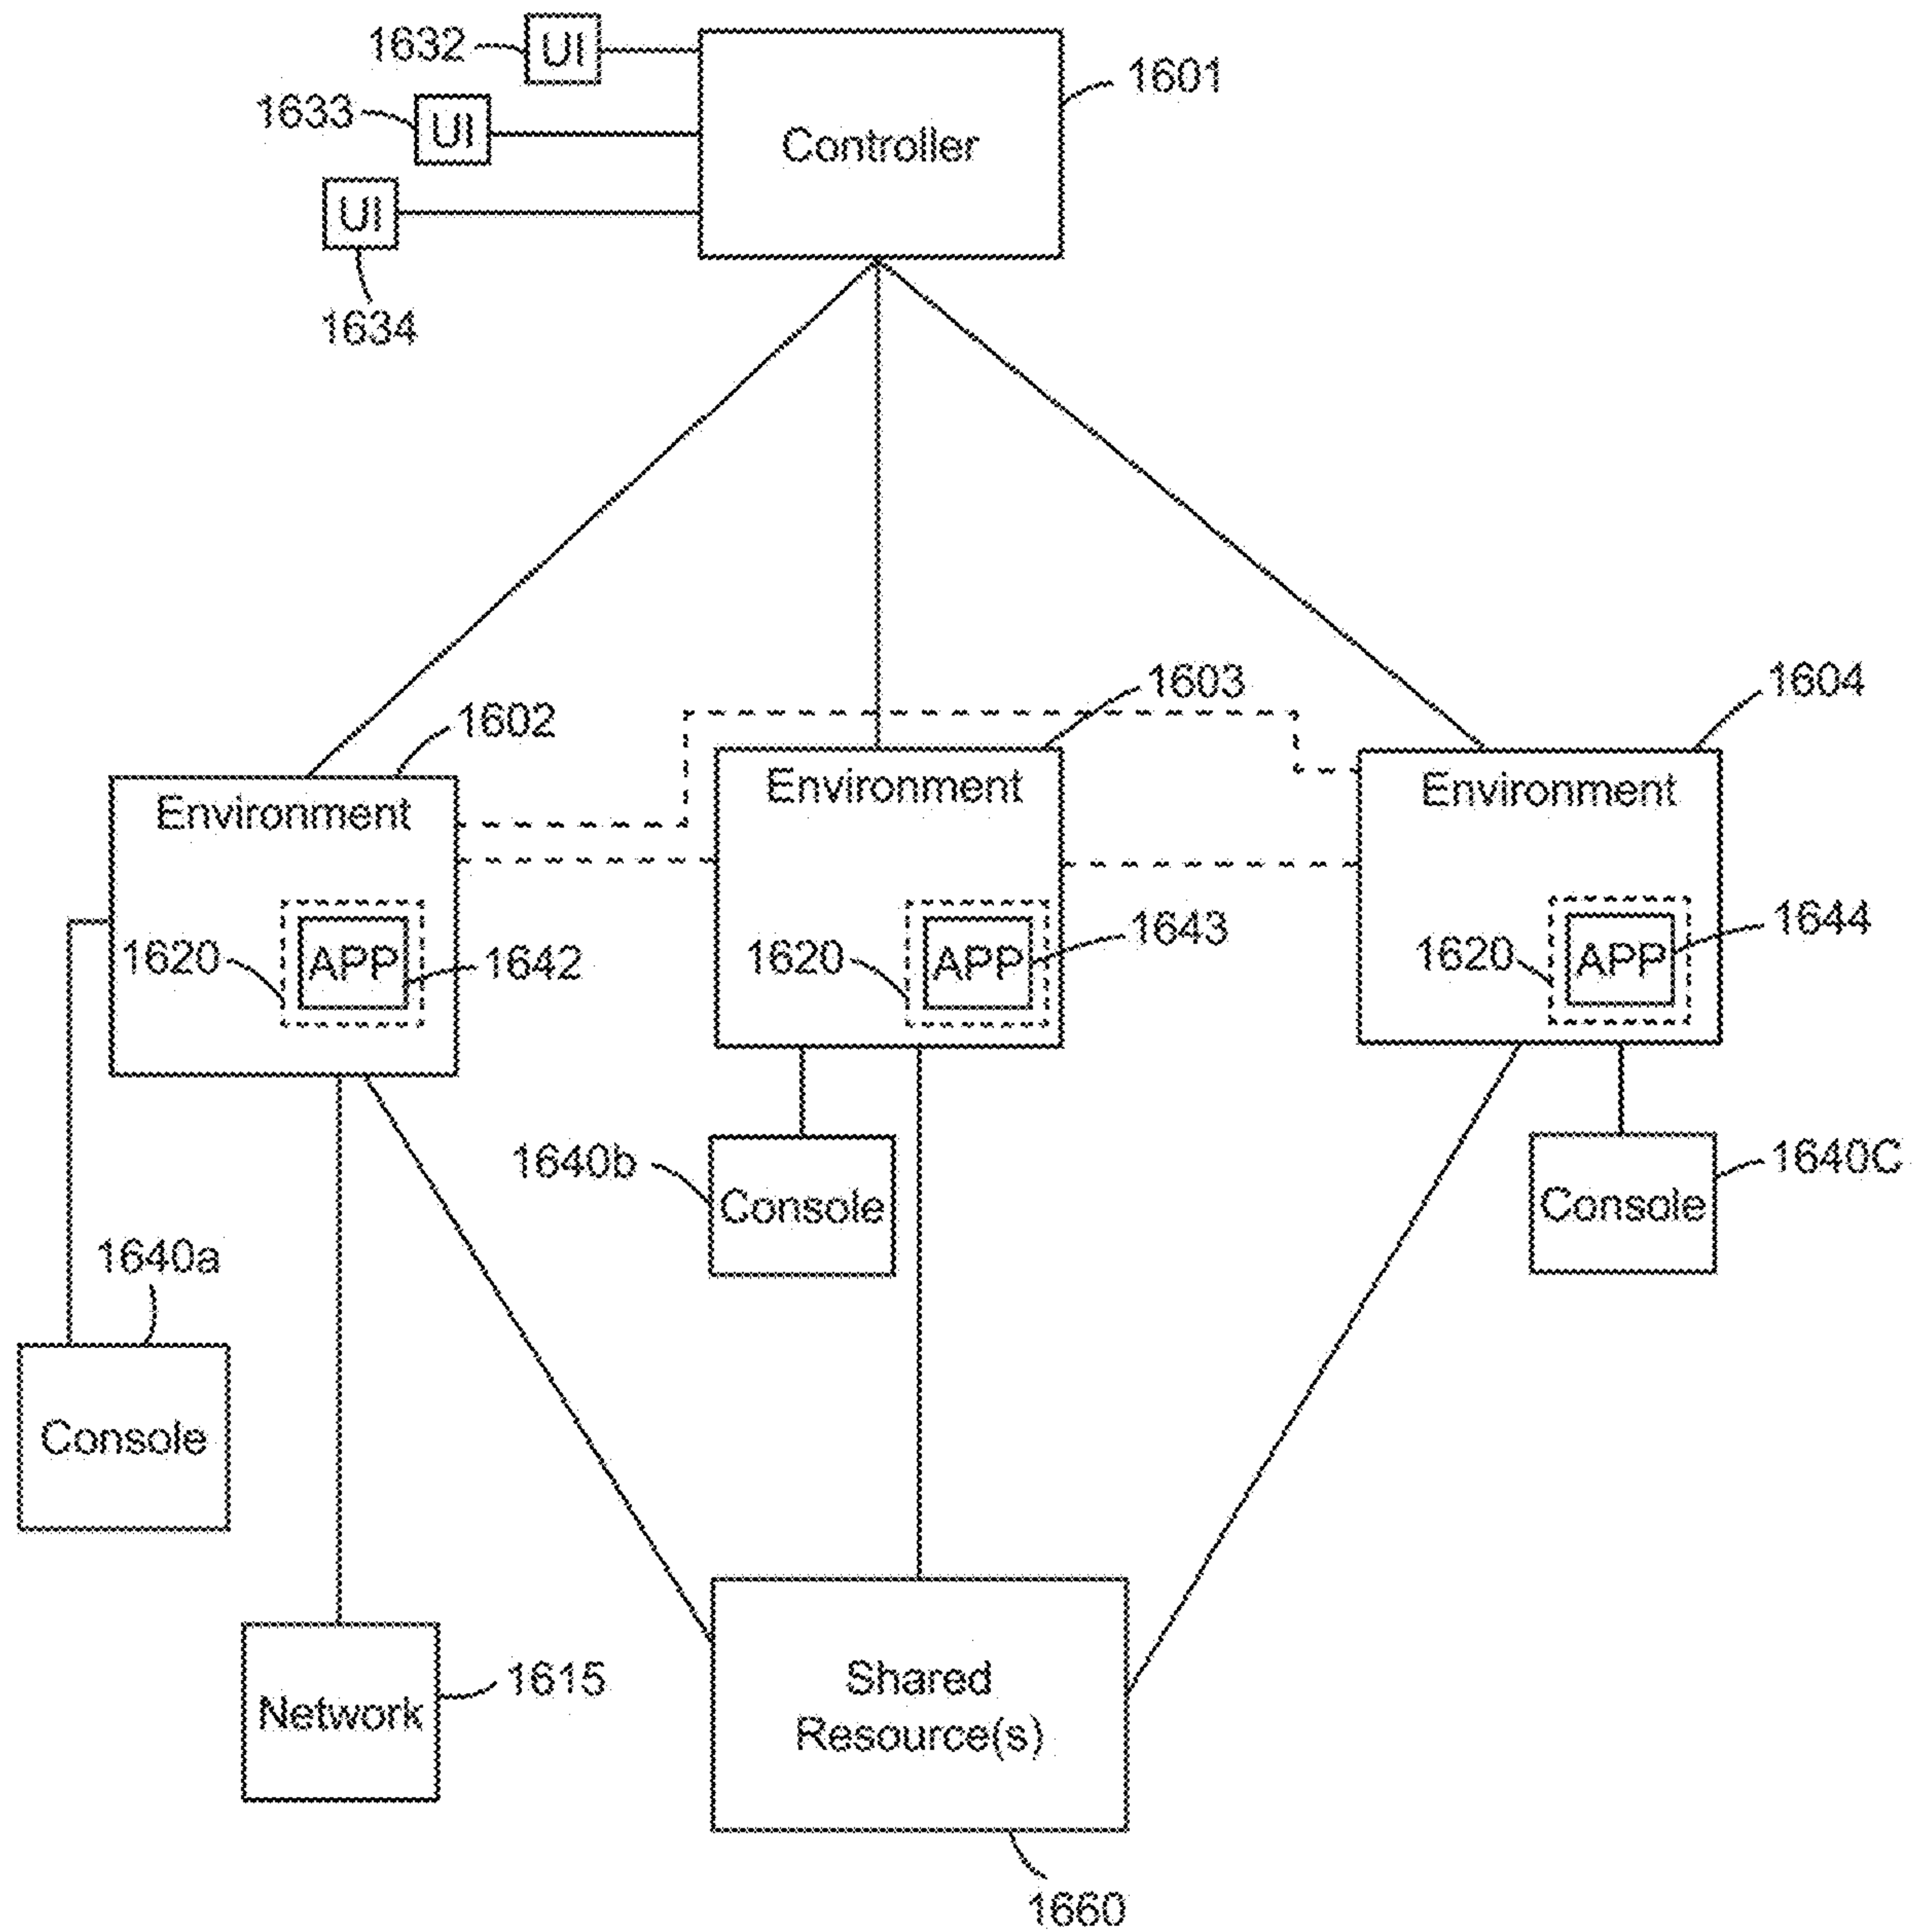 1632
UI
1601
1633
UI
Controller
UI
1634
1603
1604
1602
Environment
Environment
Environment
1620
APP
1642
1620
APP
1643
1620
APP
1644
1640b
Console
1640C
Console
1640a
Console
1615
Network
Shared
Resource(s)
1660